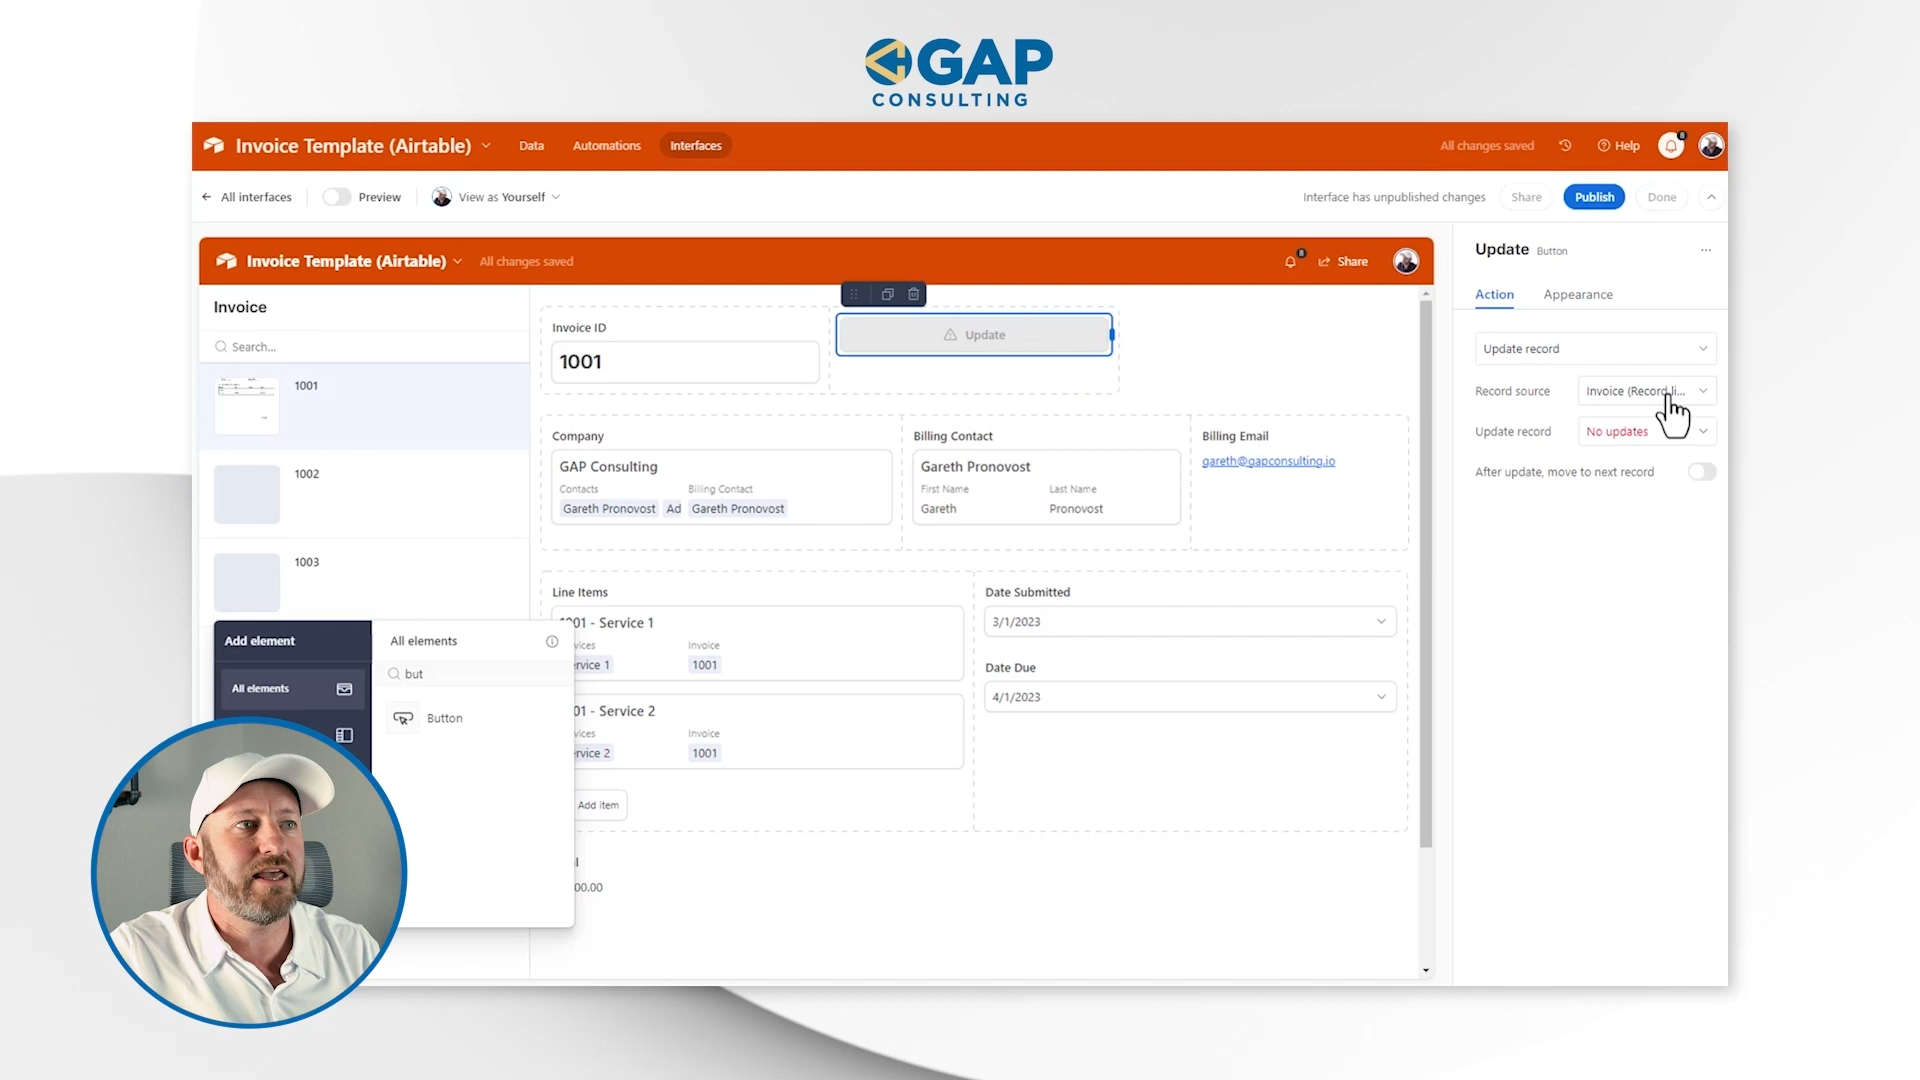 GAP
CONSULTING
Invoice Template (Airtable)
Data
Automations
Interfaces
All changes saved
Help
8
All interfaces
Preview
View as Yourself
Interface has unpublished changes
Share
Publish
Done
Invoice Template (Airtable)
All changes saved
8
Share
Update Button
Action
Appearance
Update record
Record source
Invoice (Record li...
Update record
No updates
After update, move to next record
Invoice
Search...
1001
1002
1003
Invoice ID
1001
Update
Company
GAP Consulting
Contacts
Billing Contact
Gareth Pronovost
Ad
Gareth Pronovost
Billing Contact
Gareth Pronovost
First Name
Last Name
Gareth
Pronovost
Billing Email
gareth@gapconsulting.io
Line Items
1001 - Service 1
vices
Invoice
ervice 1
1001
01 - Service 2
vices
Invoice
ervice 2
1001
Add item
00.00
Date Submitted
3/1/2023
Date Due
4/1/2023
Add element
All elements
All elements
but
Button